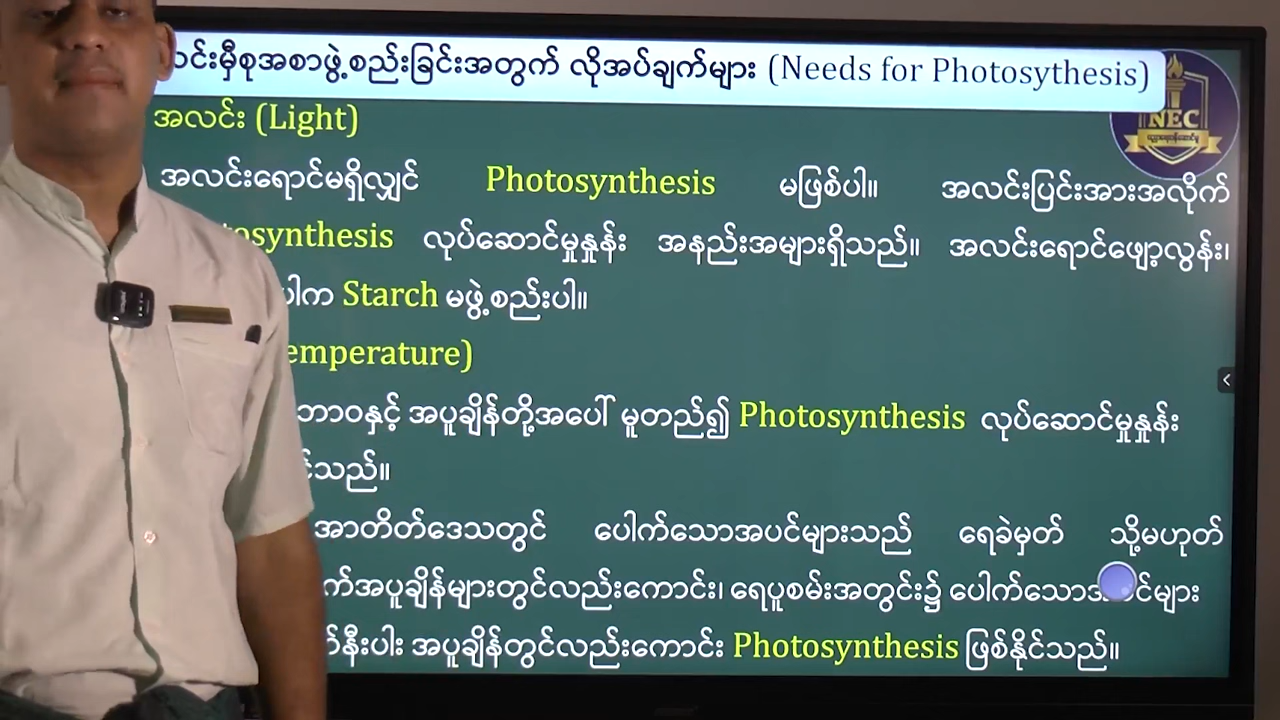 လင်းမှီစုအစာဖွဲ့စည်းခြင်းအတွက် လိုအပ်ချက်များ (Needs for Photosythesis)
NEC
အလင်း (Light)
အလင်းရောင်မရှိလျှင် Photosynthesis မဖြစ်ပါ။ အလင်းပြင်းအားအလိုက်
osynthesis လုပ်ဆောင်မှုနှုန်း အနည်းအများရှိသည်။ အလင်းရောင်ဖျော့လွန်း၊
ပါက Starch မဖွဲ့စည်းပါ။
emperature)
ဘာဝနှင့် အပူချိန်တို့အပေါ် မူတည်၍ Photosynthesis လုပ်ဆောင်မှုနှုန်း
သည်။
အာတိတ်ဒေသတွင် ပေါက်သောအပင်များသည် ရေခဲမှတ် သို့မဟုတ်
က်အပူချိန်များတွင်လည်းကောင်း၊ ရေပူစမ်းအတွင်း၌ ပေါက်သောအပင်များ
နီးပါး အပူချိန်တွင်လည်းကောင်း Photosynthesis ဖြစ်နိုင်သည်။